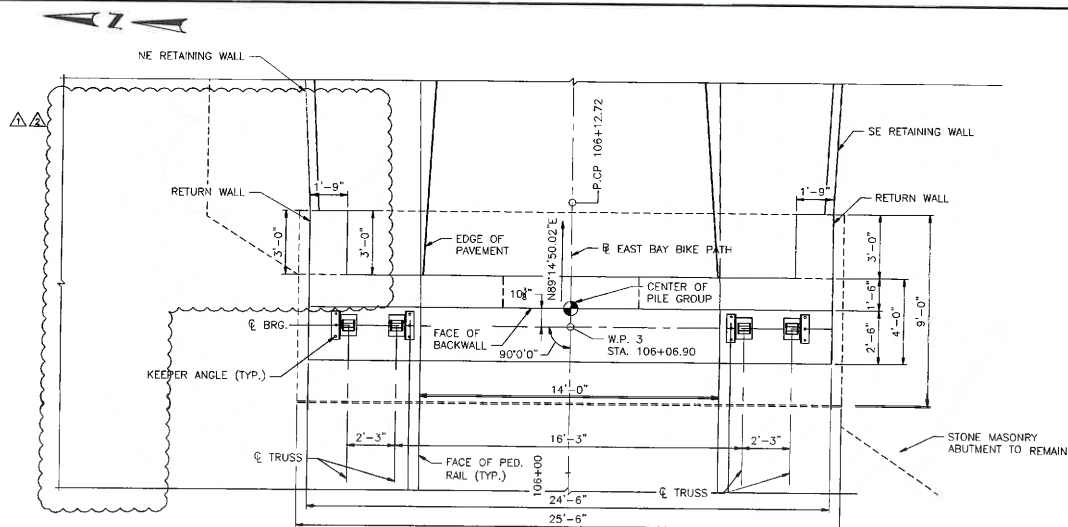 Z
NE RETAINING WALL
1 2
P.CP 106+12.72
SE RETAINING WALL
1'-9"
1'-9"
RETURN WALL
RETURN WALL
3'-0"
3'-0"
EDGE OF
PAVEMENT
N89°14'50.02"E
℄ EAST BAY BIKE PATH
3'-0"
1'-6"
2'-6"
4'-0"
9'-0"
CENTER OF
PILE GROUP
℄ BRG.
FACE OF
BACKWALL
90°0'0"
W.P. 3
STA. 106+06.90
KEEPER ANGLE (TYP.)
14'-0"
2'-3"
16'-3"
2'-3"
STONE MASONRY
ABUTMENT TO REMAIN
℄ TRUSS
FACE OF PED.
RAIL (TYP.)
106+00
℄ TRUSS
24'-6"
25'-6"